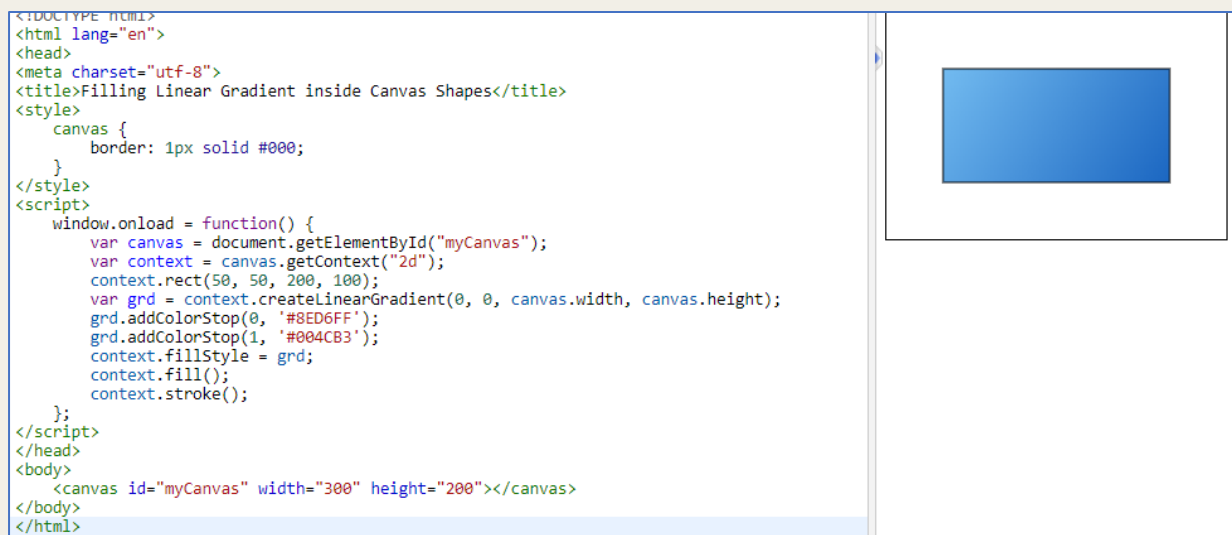 <!DOCTYPE html>
<html lang="en">
<head>
<meta charset="utf-8">
<title>Filling Linear Gradient inside Canvas Shapes</title>
<style>
    canvas {
        border: 1px solid #000;
    }
</style>
<script>
    window.onload = function() {
        var canvas = document.getElementById("myCanvas");
        var context = canvas.getContext("2d");
        context.rect(50, 50, 200, 100);
        var grd = context.createLinearGradient(0, 0, canvas.width, canvas.height);
        grd.addColorStop(0, '#8ED6FF');
        grd.addColorStop(1, '#004CB3');
        context.fillStyle = grd;
        context.fill();
        context.stroke();
    };
</script>
</head>
<body>
    <canvas id="myCanvas" width="300" height="200"></canvas>
</body>
</html>